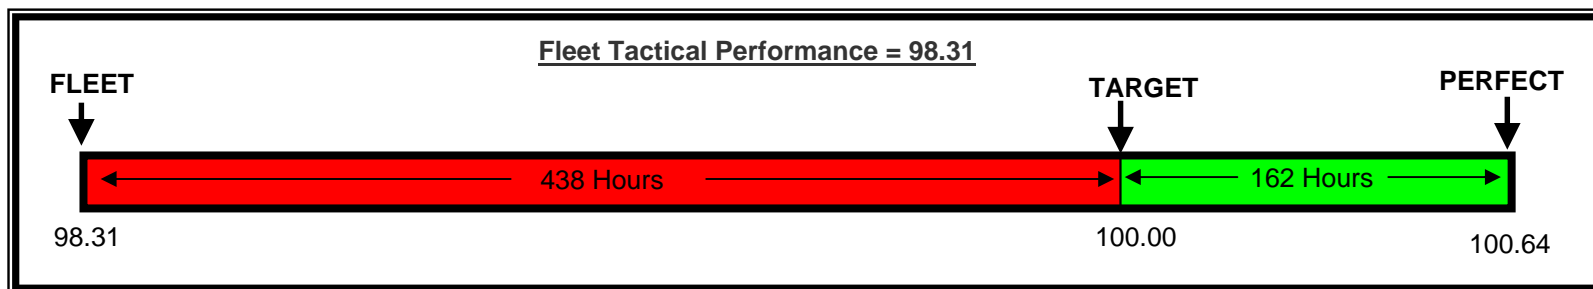 Fleet Tactical Performance = 98.31
FLEET
TARGET
PERFECT
438 Hours
162 Hours
98.31
100.00
100.64